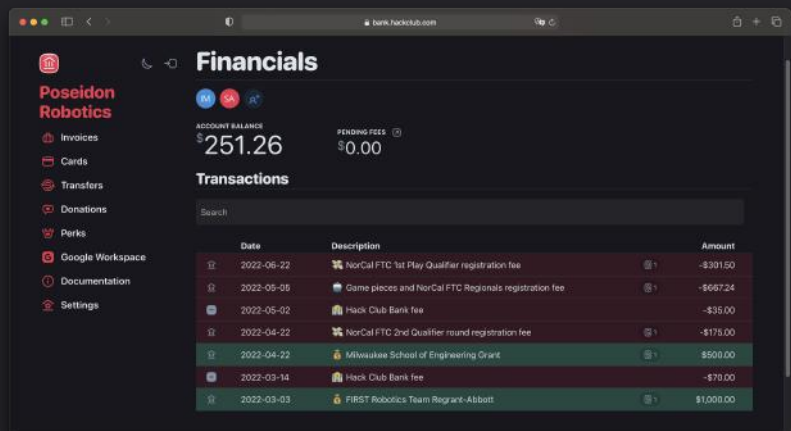 bank.hackclub.com
Financials
Poseidon
Robotics
IM SA
ACCOUNT BALANCE
$251.26
PENDING FEES
$0.00
Invoices
Cards
Transfers
Donations
Perks
Google Workspace
Documentation
Settings
Transactions
Search
Date Description Amount
2022-06-22 NorCal FTC 1st Play Qualifier registration fee 1 -$301.50
2022-05-05 Game pieces and NorCal FTC Regionals registration fee 1 -$667.24
2022-05-02 Hack Club Bank fee -$35.00
2022-04-22 NorCal FTC 2nd Qualifier round registration fee 1 -$175.00
2022-04-22 Milwaukee School of Engineering Grant 1 $500.00
2022-03-14 Hack Club Bank fee -$70.00
2022-03-03 FIRST Robotics Team Regrant-Abbott 1 $1,000.00